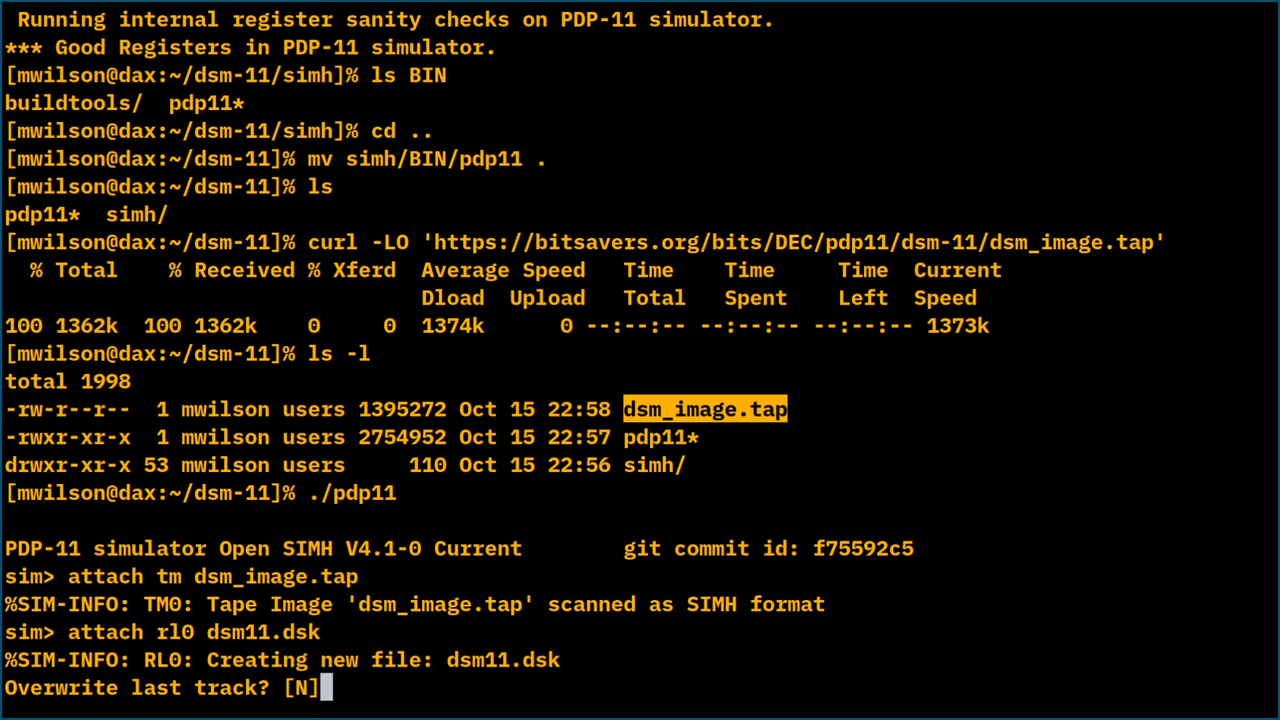 Running internal register sanity checks on PDP-11 simulator.
*** Good Registers in PDP-11 simulator.
[mwilson@dax:~/dsm-11/simh]% ls BIN
buildtools/  pdp11*
[mwilson@dax:~/dsm-11/simh]% cd ..
[mwilson@dax:~/dsm-11]% mv simh/BIN/pdp11 .
[mwilson@dax:~/dsm-11]% ls
pdp11*  simh/
[mwilson@dax:~/dsm-11]% curl -LO 'https://bitsavers.org/bits/DEC/pdp11/dsm-11/dsm_image.tap'
  % Total    % Received % Xferd  Average Speed   Time    Time     Time  Current
                                 Dload  Upload   Total   Spent    Left  Speed
100 1362k  100 1362k    0     0  1374k      0 --:--:-- --:--:-- --:--:-- 1373k
[mwilson@dax:~/dsm-11]% ls -l
total 1998
-rw-r--r--  1 mwilson users 1395272 Oct 15 22:58 dsm_image.tap
-rwxr-xr-x  1 mwilson users 2754952 Oct 15 22:57 pdp11*
drwxr-xr-x 53 mwilson users     110 Oct 15 22:56 simh/
[mwilson@dax:~/dsm-11]% ./pdp11
PDP-11 simulator Open SIMH V4.1-0 Current        git commit id: f75592c5
sim> attach tm dsm_image.tap
%SIM-INFO: TM0: Tape Image 'dsm_image.tap' scanned as SIMH format
sim> attach rl0 dsm11.dsk
%SIM-INFO: RL0: Creating new file: dsm11.dsk
Overwrite last track? [N]